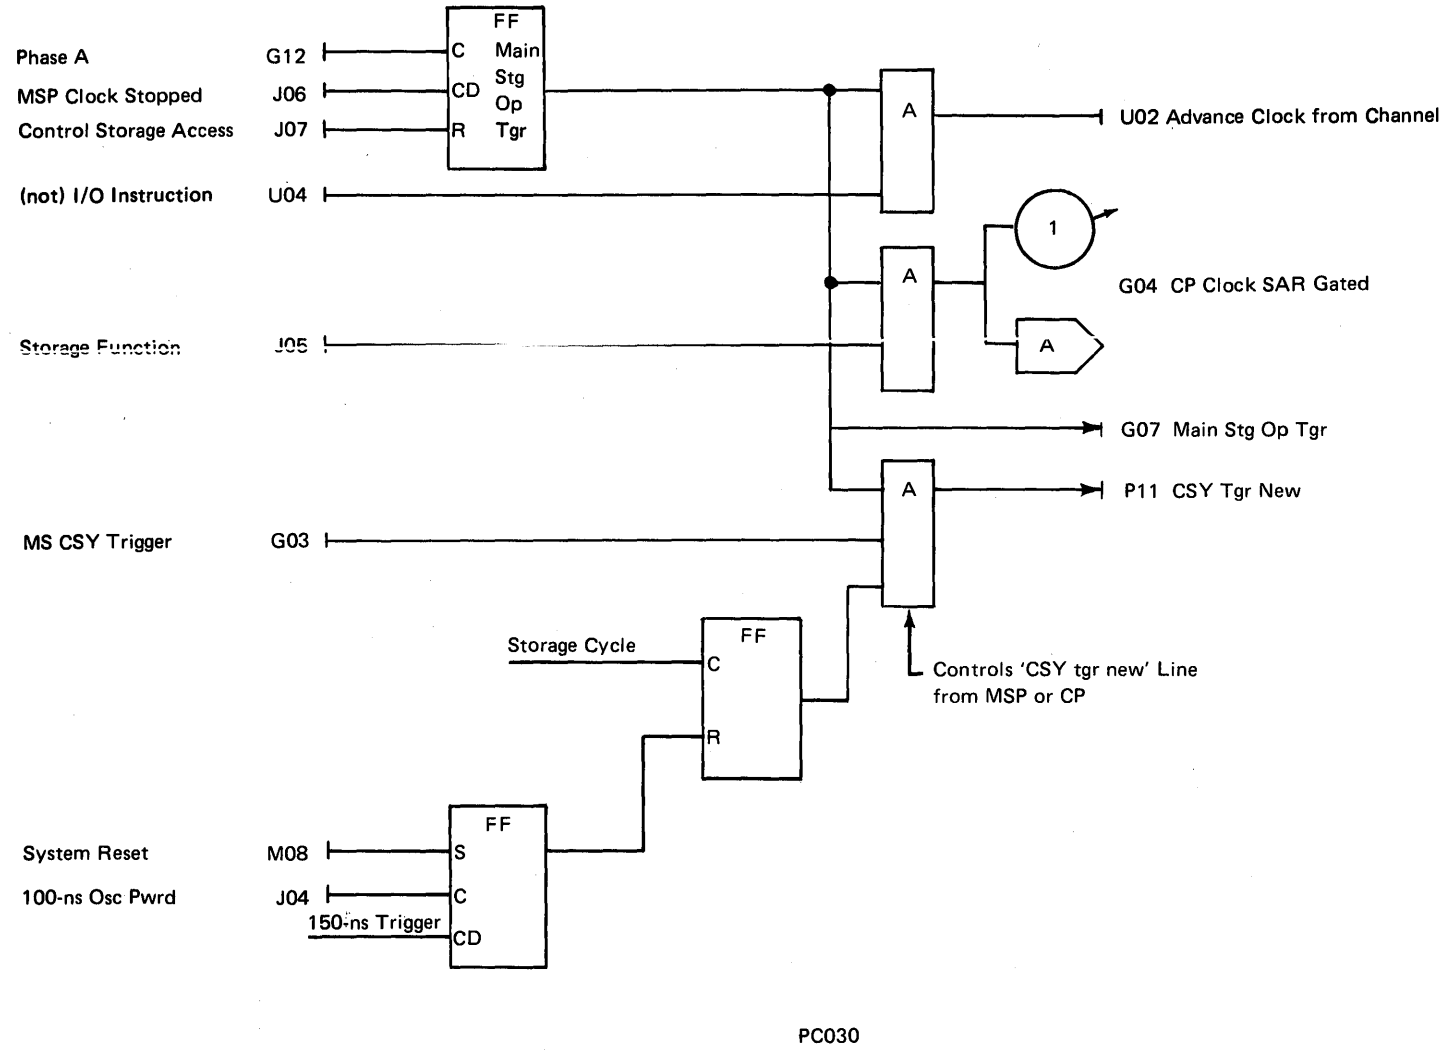 FF
Phase A G12 C Main
Stg
MSP Clock Stopped J06 CD Op
Control Storage Access J07 R Tgr
A
U02 Advance Clock from Channel
(not) I/O Instruction U04
1
A
G04 CP Clock SAR Gated
Storage Function J05
A
G07 Main Stg Op Tgr
A
P11 CSY Tgr New
MS CSY Trigger G03
FF
Storage Cycle
C
Controls 'CSY tgr new' Line
from MSP or CP
R
FF
System Reset M08 S
100-ns Osc Pwrd J04 C
150-ns Trigger
CD
PC030